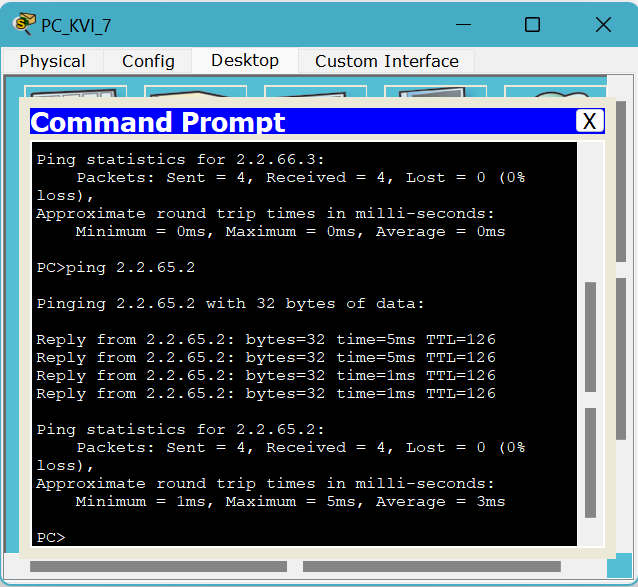 PC_KVI_7
Physical Config Desktop Custom Interface
Command Prompt X
Ping statistics for 2.2.66.3:
    Packets: Sent = 4, Received = 4, Lost = 0 (0%
loss),
Approximate round trip times in milli-seconds:
    Minimum = 0ms, Maximum = 0ms, Average = 0ms
PC>ping 2.2.65.2
Pinging 2.2.65.2 with 32 bytes of data:
Reply from 2.2.65.2: bytes=32 time=5ms TTL=126
Reply from 2.2.65.2: bytes=32 time=5ms TTL=126
Reply from 2.2.65.2: bytes=32 time=1ms TTL=126
Reply from 2.2.65.2: bytes=32 time=1ms TTL=126
Ping statistics for 2.2.65.2:
    Packets: Sent = 4, Received = 4, Lost = 0 (0%
loss),
Approximate round trip times in milli-seconds:
    Minimum = 1ms, Maximum = 5ms, Average = 3ms
PC>